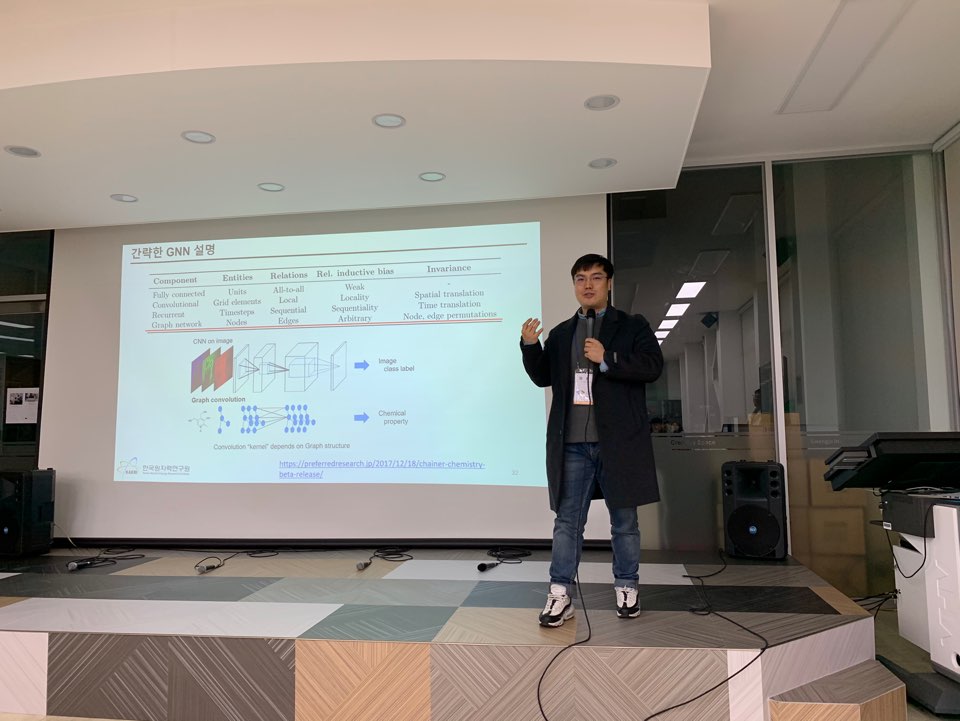 간략한 GNN 설명
Component Entities Relations Rel. inductive bias Invariance
Fully connected Units All-to-all Weak -
Convolutional Grid elements Local Locality Spatial translation
Recurrent Timesteps Sequential Sequentiality Time translation
Graph network Nodes Edges Arbitrary Node, edge permutations
CNN on image
Image
class label
Graph convolution
Chemical
property
Convolution "kernel" depends on Graph structure
한국원자력연구원
https://preferredresearch.jp/2017/12/18/chainer-chemistry-
beta-release/
32